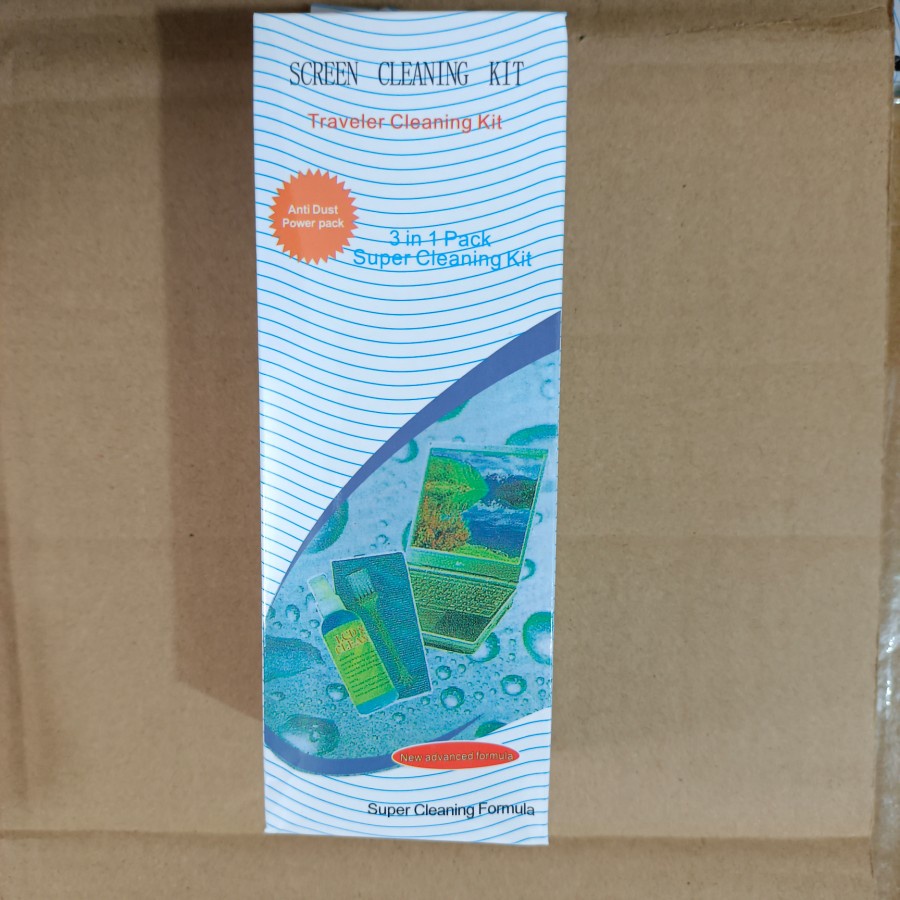 SCREEN CLEANING KIT
Traveler Cleaning Kit
Anti Dust
Power pack
3 in 1 Pack
Super Cleaning Kit
New advanced formula
Super Cleaning Formula